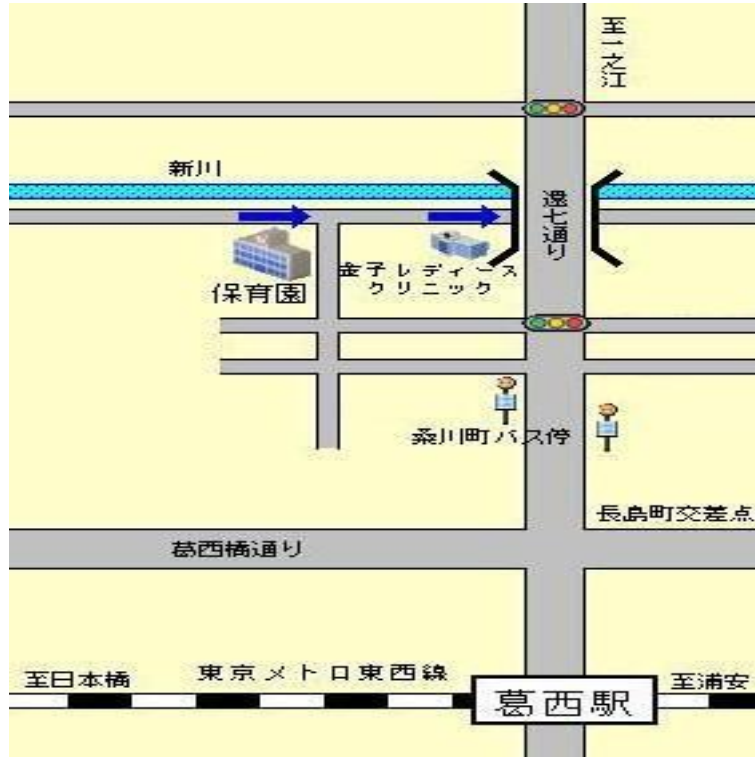 至一之江
新川
環七通り
金子レディース
クリニック
保育園
桑川町バス停
長島町交差点
葛西橋通り
至日本橋
東京メトロ東西線
葛西駅
至浦安